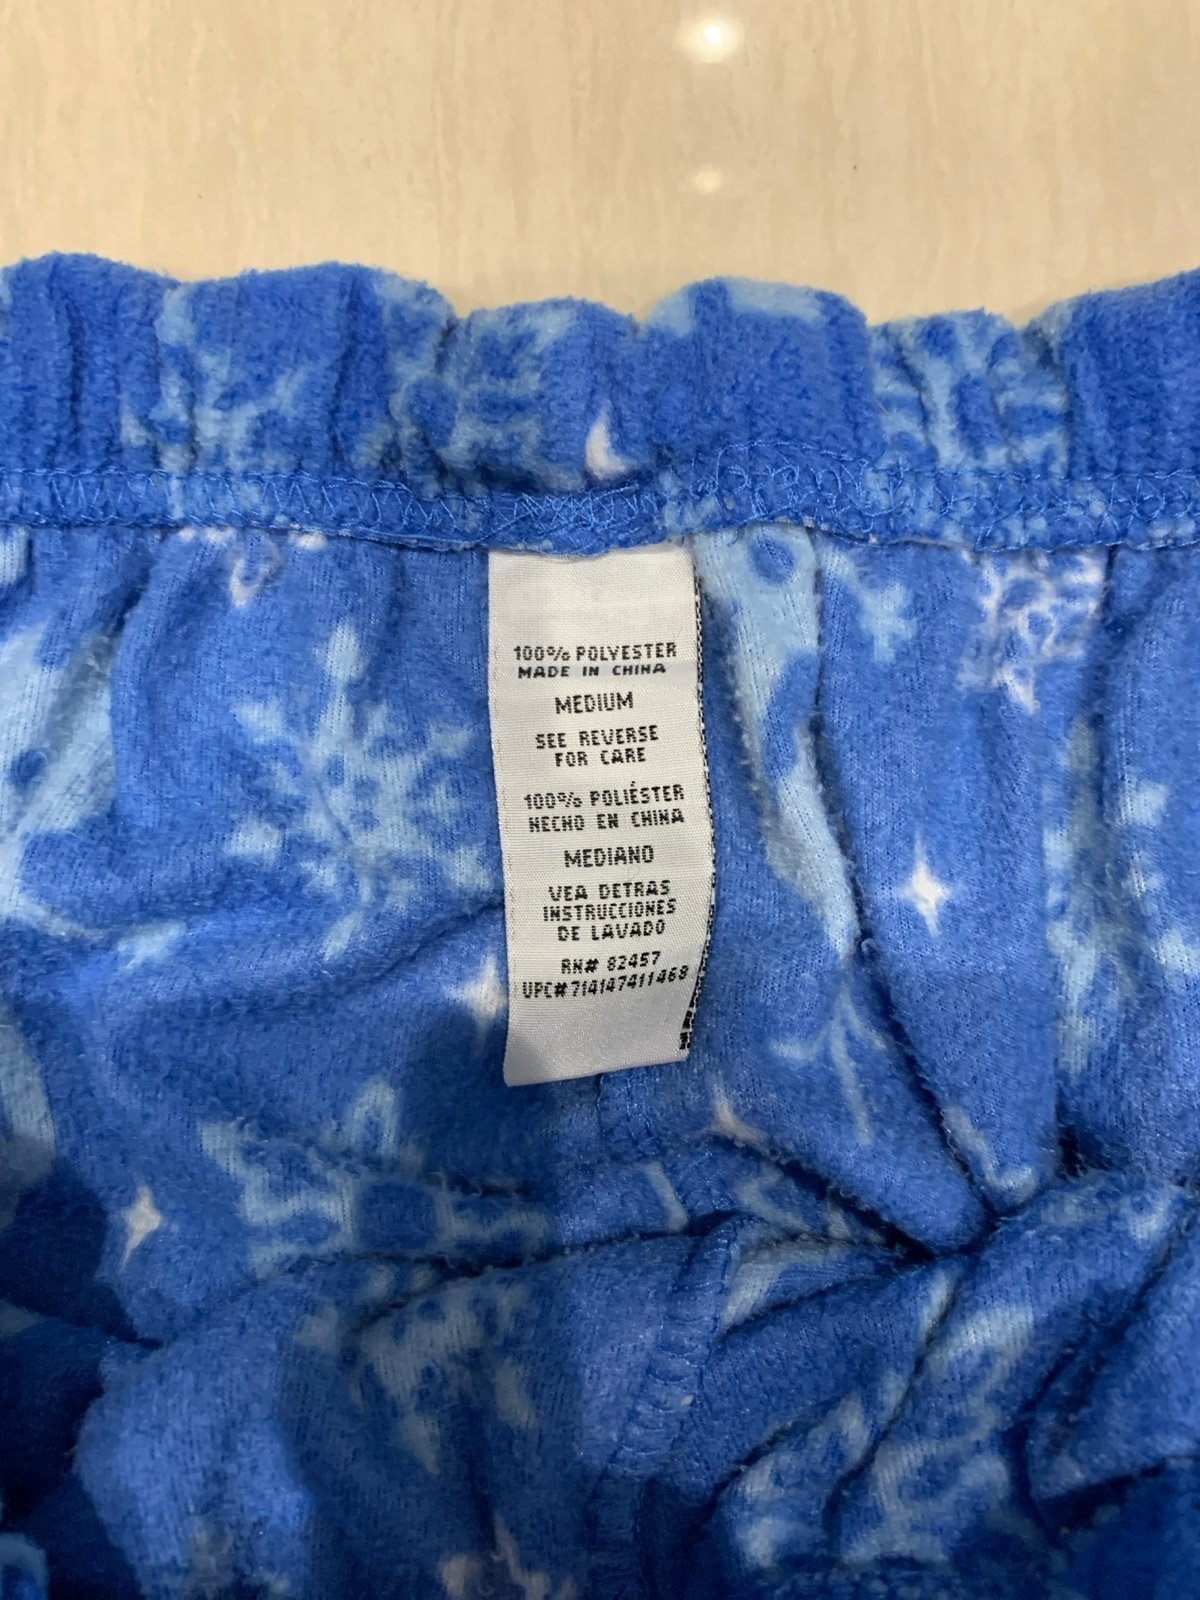 100% POLYESTER
MADE IN CHINA
MEDIUM
SEE REVERSE
FOR CARE
100% POLIÉSTER
HECHO EN CHINA
MEDIANO
VEA DETRAS
INSTRUCCIONES
DE LAVADO
RN# 82457
UPC#714147411468